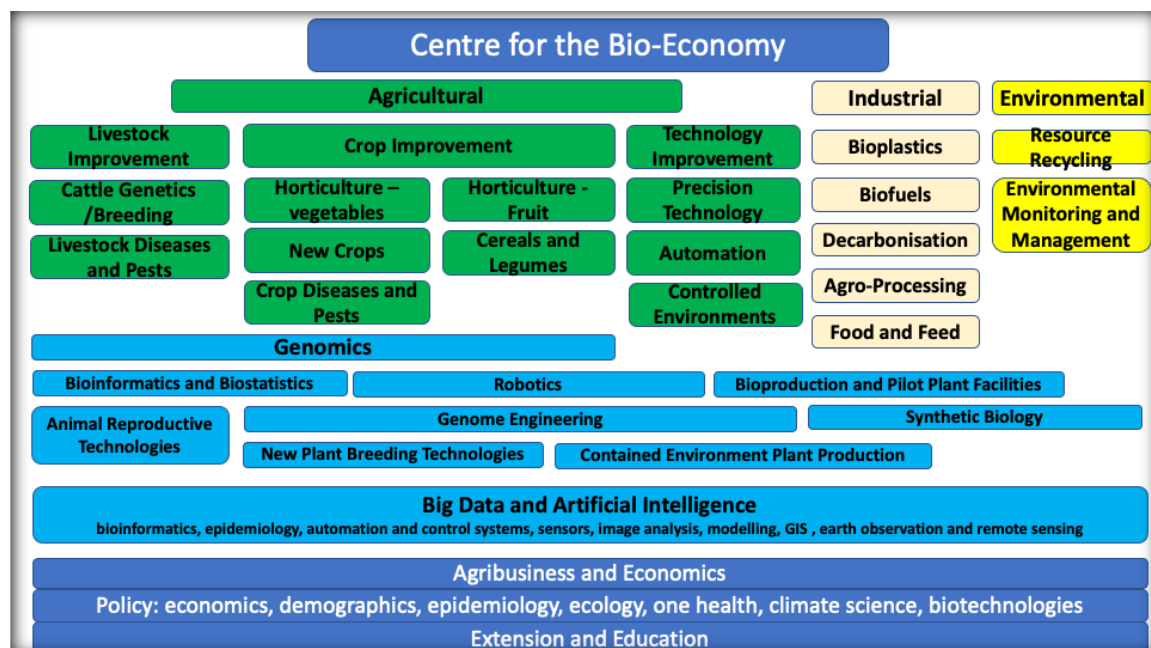 Centre for the Bio-Economy
Agricultural
Industrial
Environmental
Livestock
Improvement
Crop Improvement
Technology
Improvement
Bioplastics
Resource
Recycling
Cattle Genetics
/Breeding
Horticulture –
vegetables
Horticulture -
Fruit
Precision
Technology
Biofuels
Environmental
Monitoring and
Management
Livestock Diseases
and Pests
New Crops
Cereals and
Legumes
Automation
Decarbonisation
Crop Diseases and
Pests
Controlled
Environments
Agro-Processing
Food and Feed
Genomics
Bioinformatics and Biostatistics
Robotics
Bioproduction and Pilot Plant Facilities
Animal Reproductive
Technologies
Genome Engineering
Synthetic Biology
New Plant Breeding Technologies
Contained Environment Plant Production
Big Data and Artificial Intelligence
bioinformatics, epidemiology, automation and control systems, sensors, image analysis, modelling, GIS , earth observation and remote sensing
Agribusiness and Economics
Policy: economics, demographics, epidemiology, ecology, one health, climate science, biotechnologies
Extension and Education